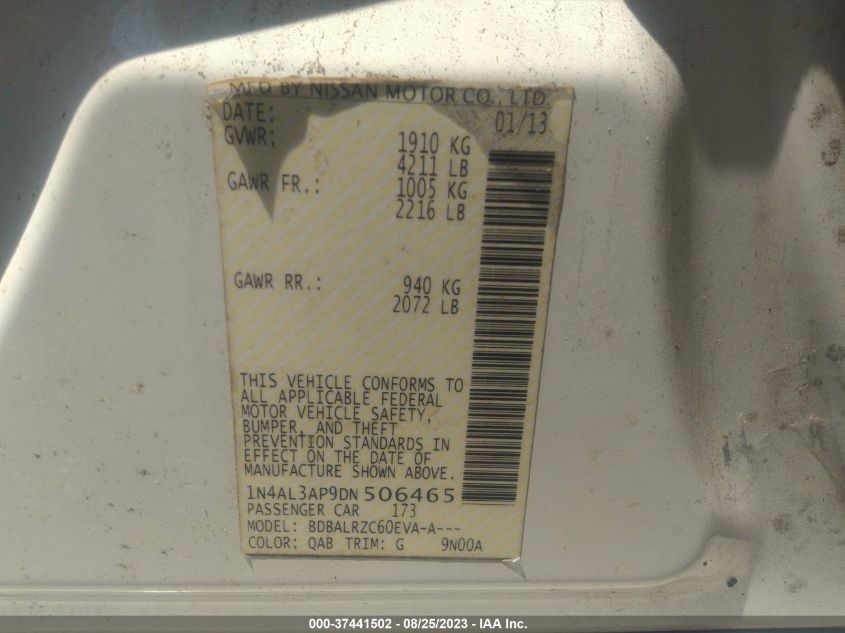 MFD BY NISSAN MOTOR CO., LTD.
DATE: 01/13
GVWR: 1910 KG
4211 LB
GAWR FR.: 1005 KG
2216 LB
GAWR RR.: 940 KG
2072 LB
THIS VEHICLE CONFORMS TO
ALL APPLICABLE FEDERAL
MOTOR VEHICLE SAFETY,
BUMPER, AND THEFT
PREVENTION STANDARDS IN
EFFECT ON THE DATE OF
MANUFACTURE SHOWN ABOVE.
1N4AL3AP9DN 506465
PASSENGER CAR 173
MODEL: BDBALRZC60EVA-A---
COLOR: QAB TRIM: G 9N00A
000-37441502 - 08/25/2023 - IAA Inc.